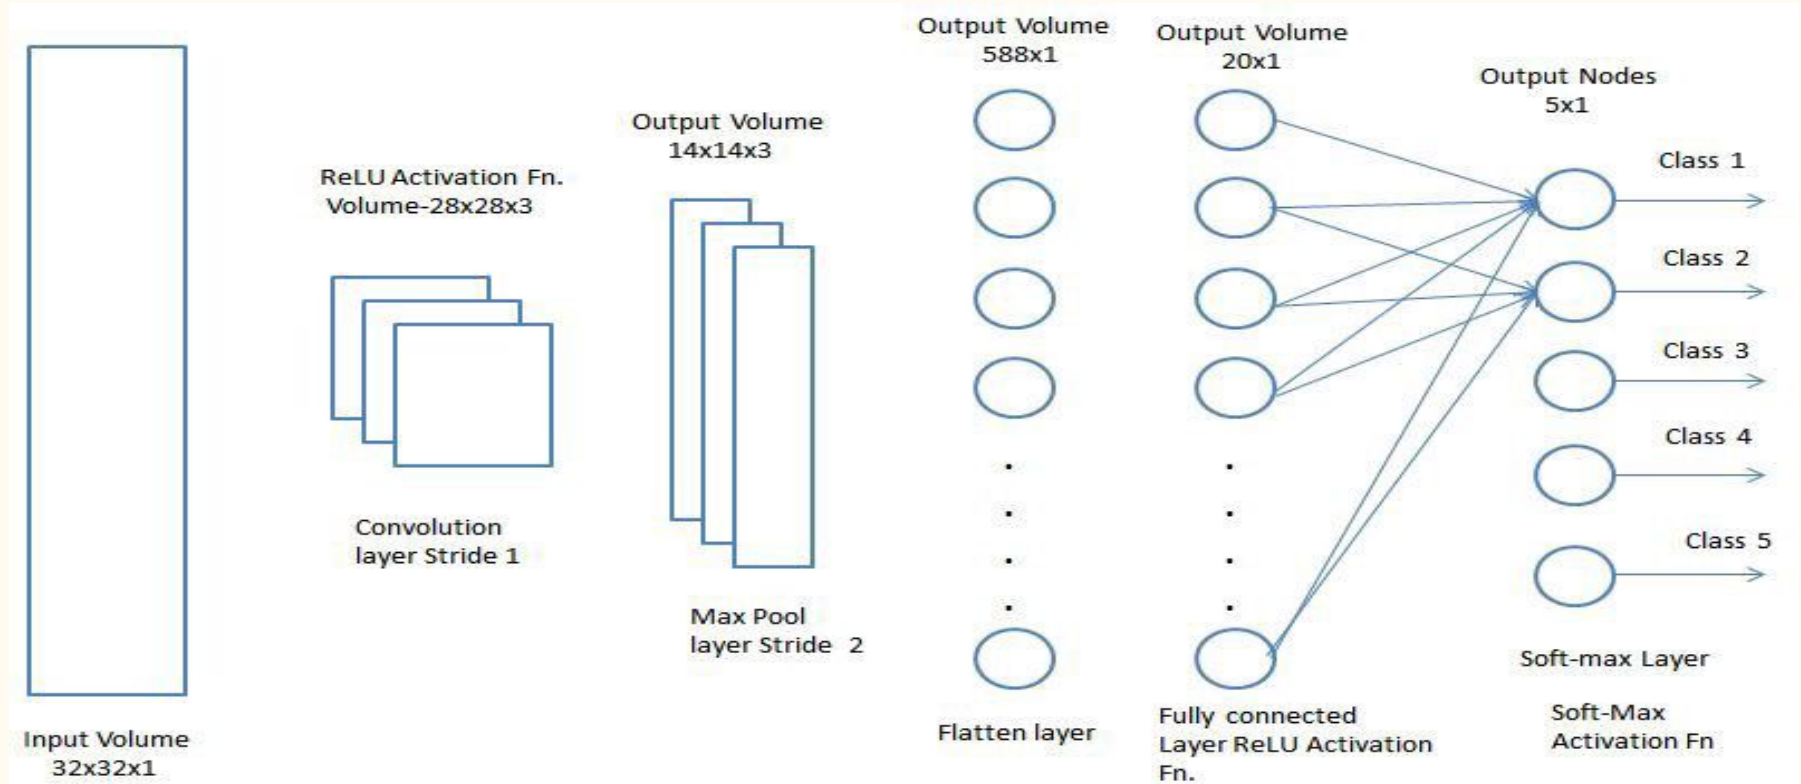 Input Volume
32x32x1
ReLU Activation Fn.
Volume-28x28x3
Convolution
layer Stride 1
Output Volume
14x14x3
Max Pool
layer Stride 2
Output Volume
588x1
Flatten layer
Output Volume
20x1
Fully connected
Layer ReLU Activation
Fn.
Output Nodes
5x1
Class 1
Class 2
Class 3
Class 4
Class 5
Soft-max Layer
Soft-Max
Activation Fn